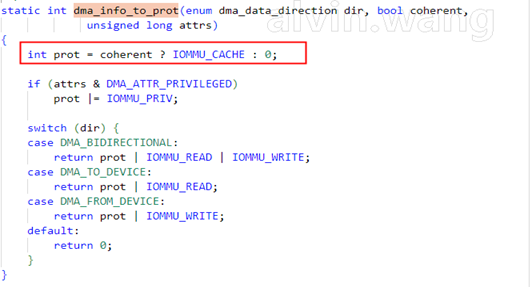 alvin.wang
static int dma_info_to_prot(enum dma_data_direction dir, bool coherent,
unsigned long attrs)
{
int prot = coherent ? IOMMU_CACHE : 0;
if (attrs & DMA_ATTR_PRIVILEGED)
prot |= IOMMU_PRIV;
switch (dir) {
case DMA_BIDIRECTIONAL:
return prot | IOMMU_READ | IOMMU_WRITE;
case DMA_TO_DEVICE:
return prot | IOMMU_READ;
case DMA_FROM_DEVICE:
return prot | IOMMU_WRITE;
default:
return 0;
}
}